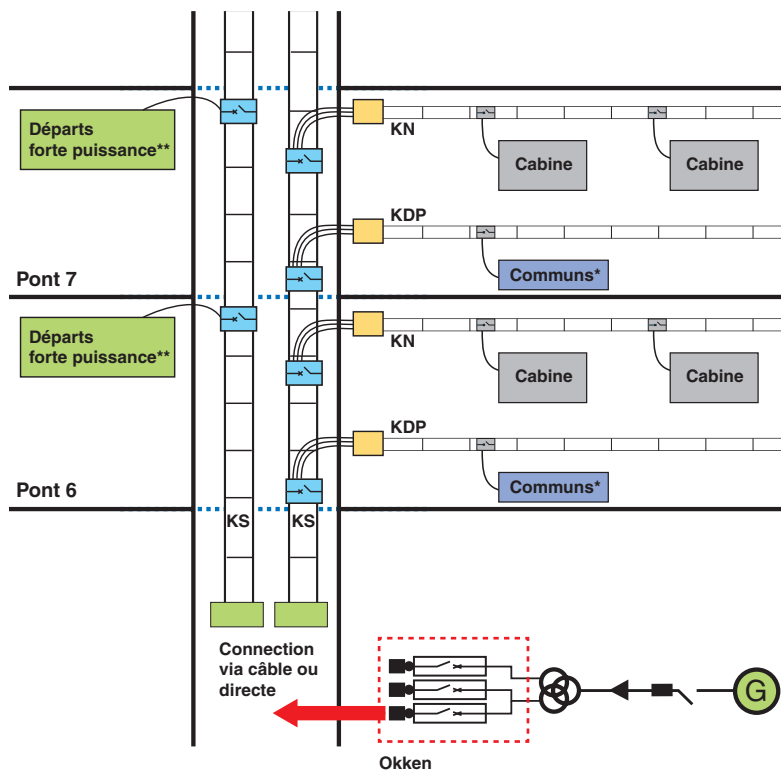 Départs
forte puissance**
KN
Cabine
Cabine
KDP
Communs*
Pont 7
Départs
forte puissance**
KN
Cabine
Cabine
KDP
Communs*
Pont 6
KS
KS
Connection
via câble ou
directe
G
Okken